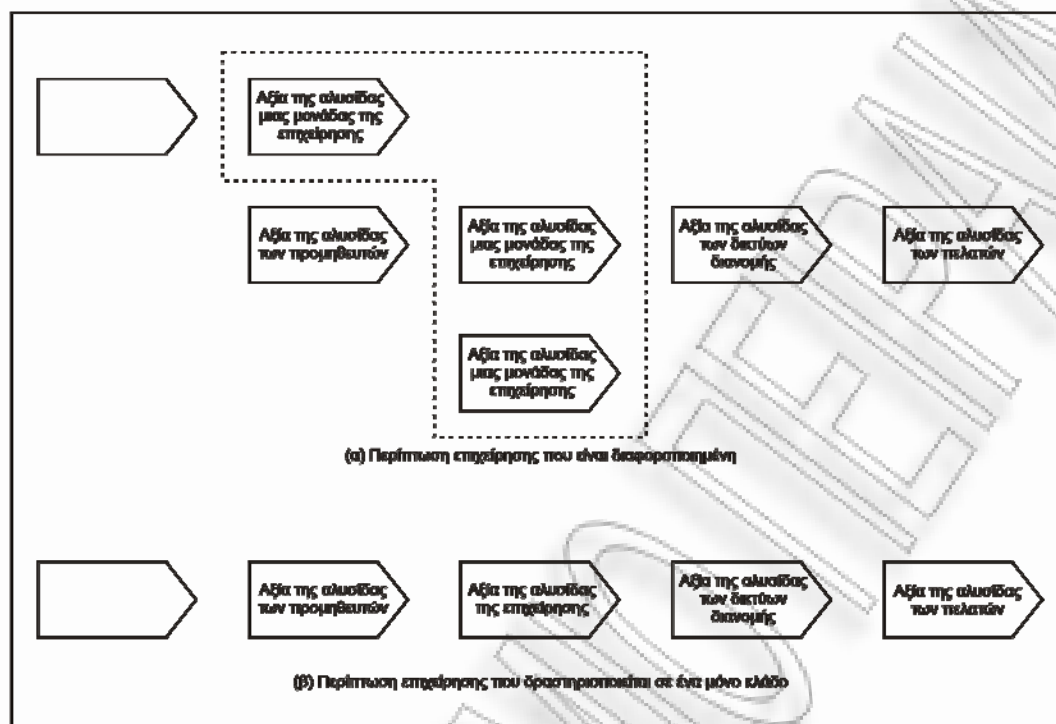 Αξία της αλυσίδας
μιας μονάδας της
επιχείρησης
Αξία της αλυσίδας
των προμηθευτών
Αξία της αλυσίδας
μιας μονάδας της
επιχείρησης
Αξία της αλυσίδας
των δικτύων
διανομής
Αξία της αλυσίδας
των πελατών
Αξία της αλυσίδας
μιας μονάδας της
επιχείρησης
(α) Περίπτωση επιχείρησης που είναι διαφοροποιημένη
Αξία της αλυσίδας
των προμηθευτών
Αξία της αλυσίδας
της επιχείρησης
Αξία της αλυσίδας
των δικτύων
διανομής
Αξία της αλυσίδας
των πελατών
(β) Περίπτωση επιχείρησης που δραστηριοποιείται σε ένα μόνο κλάδο